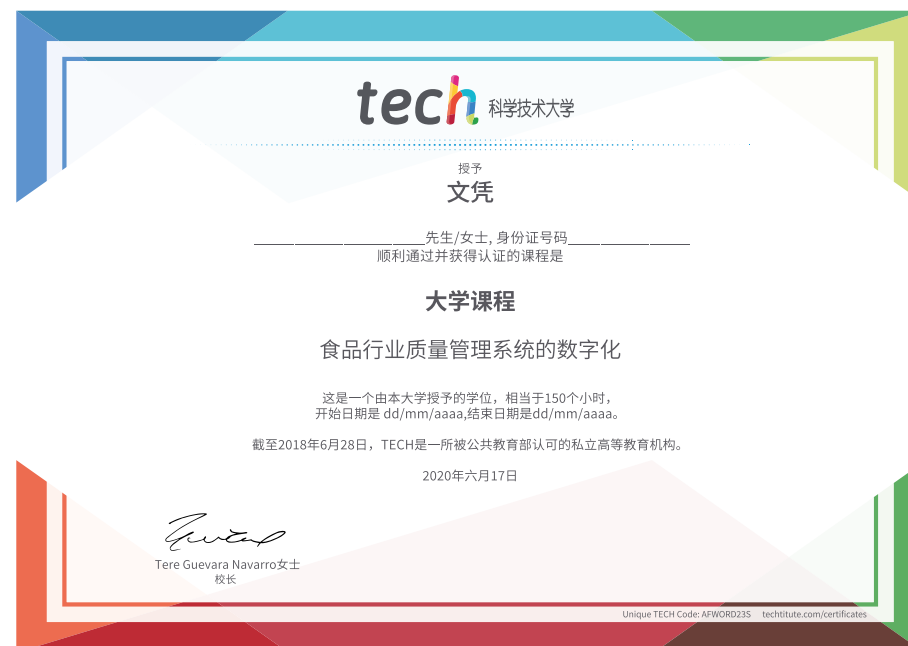 tech 科学技术大学
授予
文凭
______________________先生/女士, 身份证号码_______________
顺利通过并获得认证的课程是
大学课程
食品行业质量管理系统的数字化
这是一个由本大学授予的学位，相当于150个小时，
开始日期是 dd/mm/aaaa,结束日期是dd/mm/aaaa。
截至2018年6月28日，TECH是一所被公共教育部认可的私立高等教育机构。
2020年六月17日
Tere Guevara Navarro女士
校长
Unique TECH Code: AFWORD23S techtitute.com/certificates